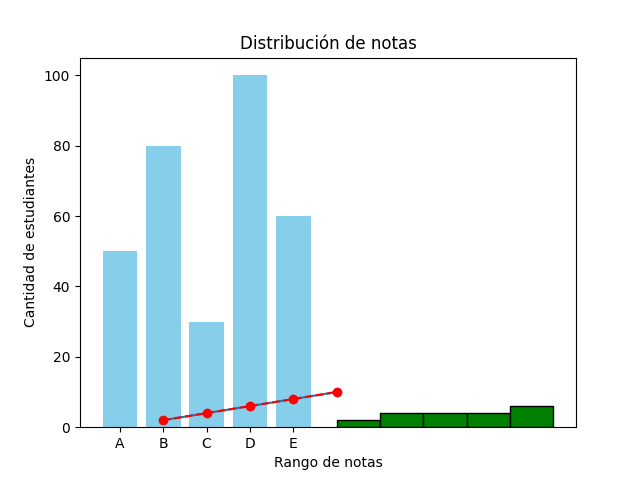 Distribución de notas
Cantidad de estudiantes
100
80
60
40
20
0
A B C D E
Rango de notas